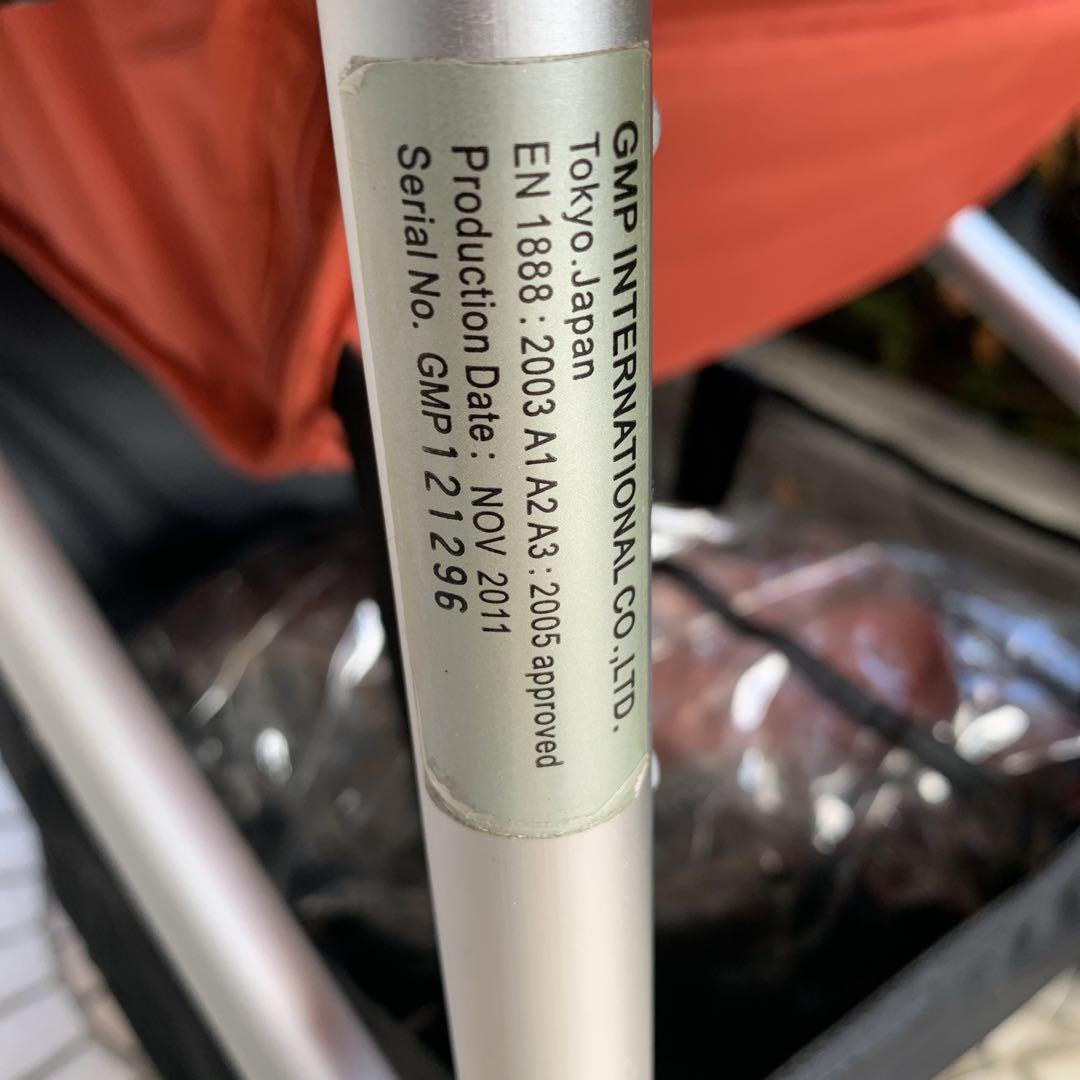 GMP INTERNATIONAL CO.,LTD.
Tokyo.Japan
EN 1888 : 2003 A1 A2 A3 : 2005 approved
Production Date : NOV 2011
Serial No. GMP121296